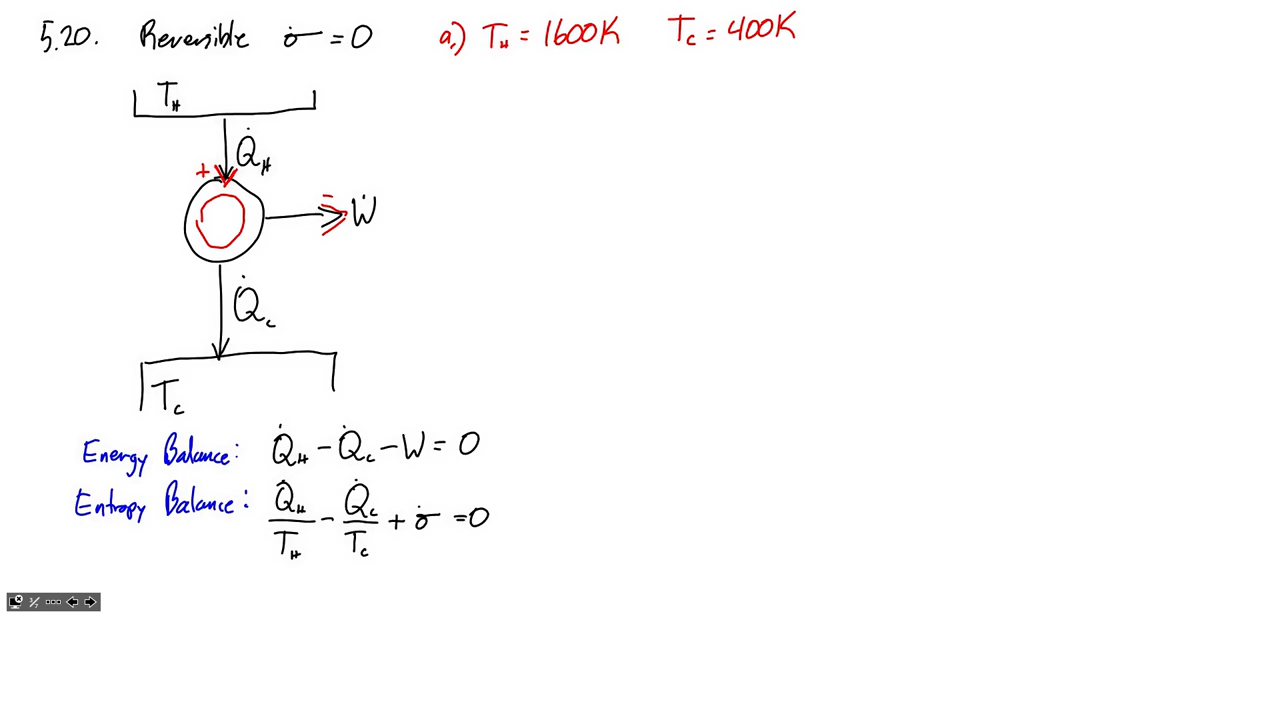 5.20. Reversible σ̇ = 0 a.) T_H = 1600K T_C = 400K
T_H
Q̇_H
+
Ẇ
Q̇_C
T_C
Energy Balance: Q̇_H - Q̇_C - W = 0
Entropy Balance: Q̇_H/T_H - Q̇_C/T_C + σ̇ = 0